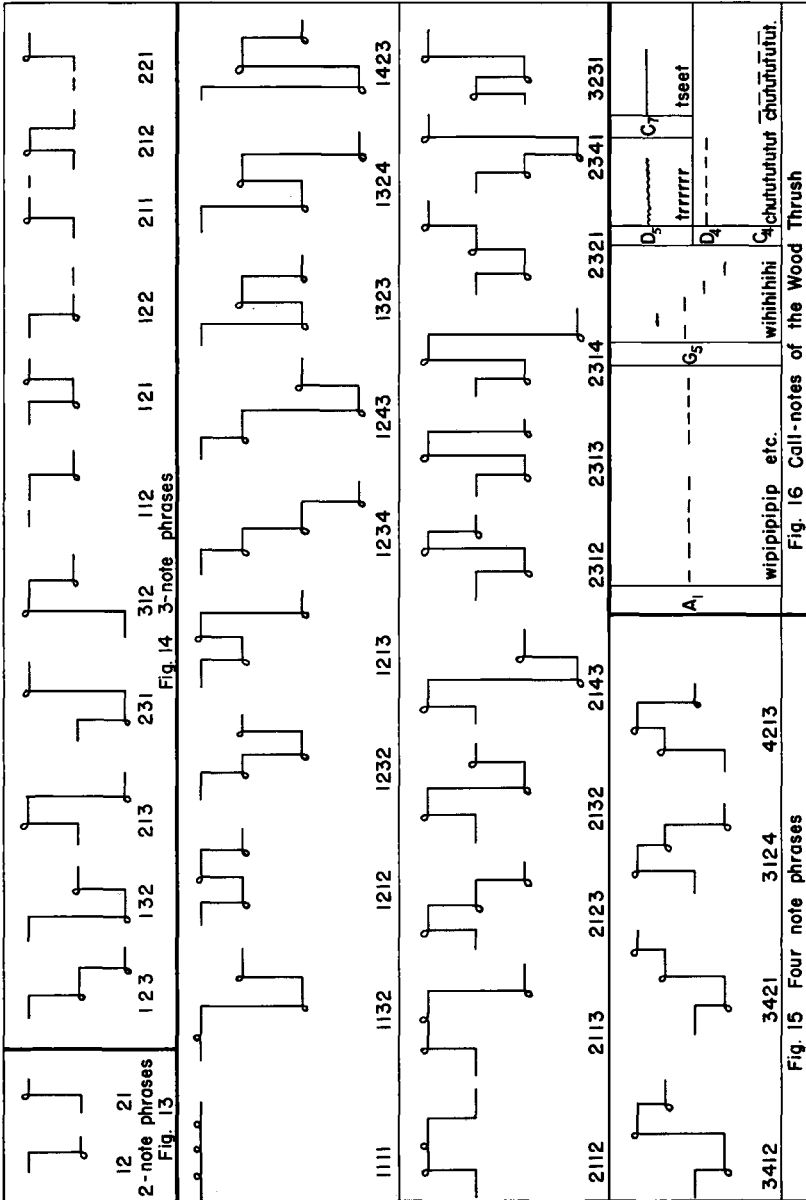 12 21
2-note phrases
Fig. 13
123 132 213 231 312 112 121 122 211 212 221
Fig. 14 3-note phrases
1111 1132 1212 1232 1213 1234 1243 1323 1324 1423
2112 2113 2123 2132 2143 2312 2313 2314 2321 2341 3231
3412 3421 3124 4213
Fig. 15 Four note phrases
A1 G5 D5 C7
D4
C4
wipipipipip etc. wihihihihi trrrrrr tseet
chutututututut chutututututut.
Fig. 16 Call-notes of the Wood Thrush